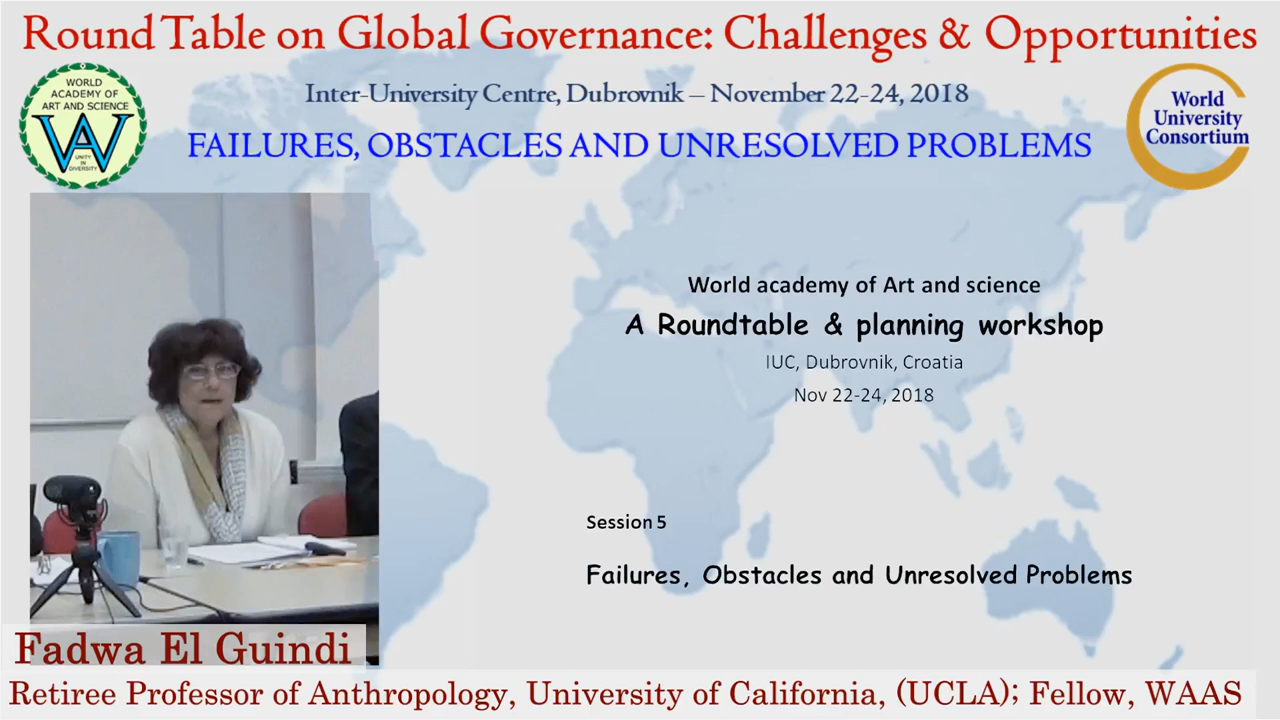 Round Table on Global Governance: Challenges & Opportunities
Inter-University Centre, Dubrovnik – November 22-24, 2018
FAILURES, OBSTACLES AND UNRESOLVED PROBLEMS
WORLD
ACADEMY OF
ART AND SCIENCE
WA
UNITY
IN
DIVERSITY
World
University
Consortium
World academy of Art and science
A Roundtable & planning workshop
IUC, Dubrovnik, Croatia
Nov 22-24, 2018
Session 5
Failures, Obstacles and Unresolved Problems
Fadwa El Guindi
Retiree Professor of Anthropology, University of California, (UCLA); Fellow, WAAS